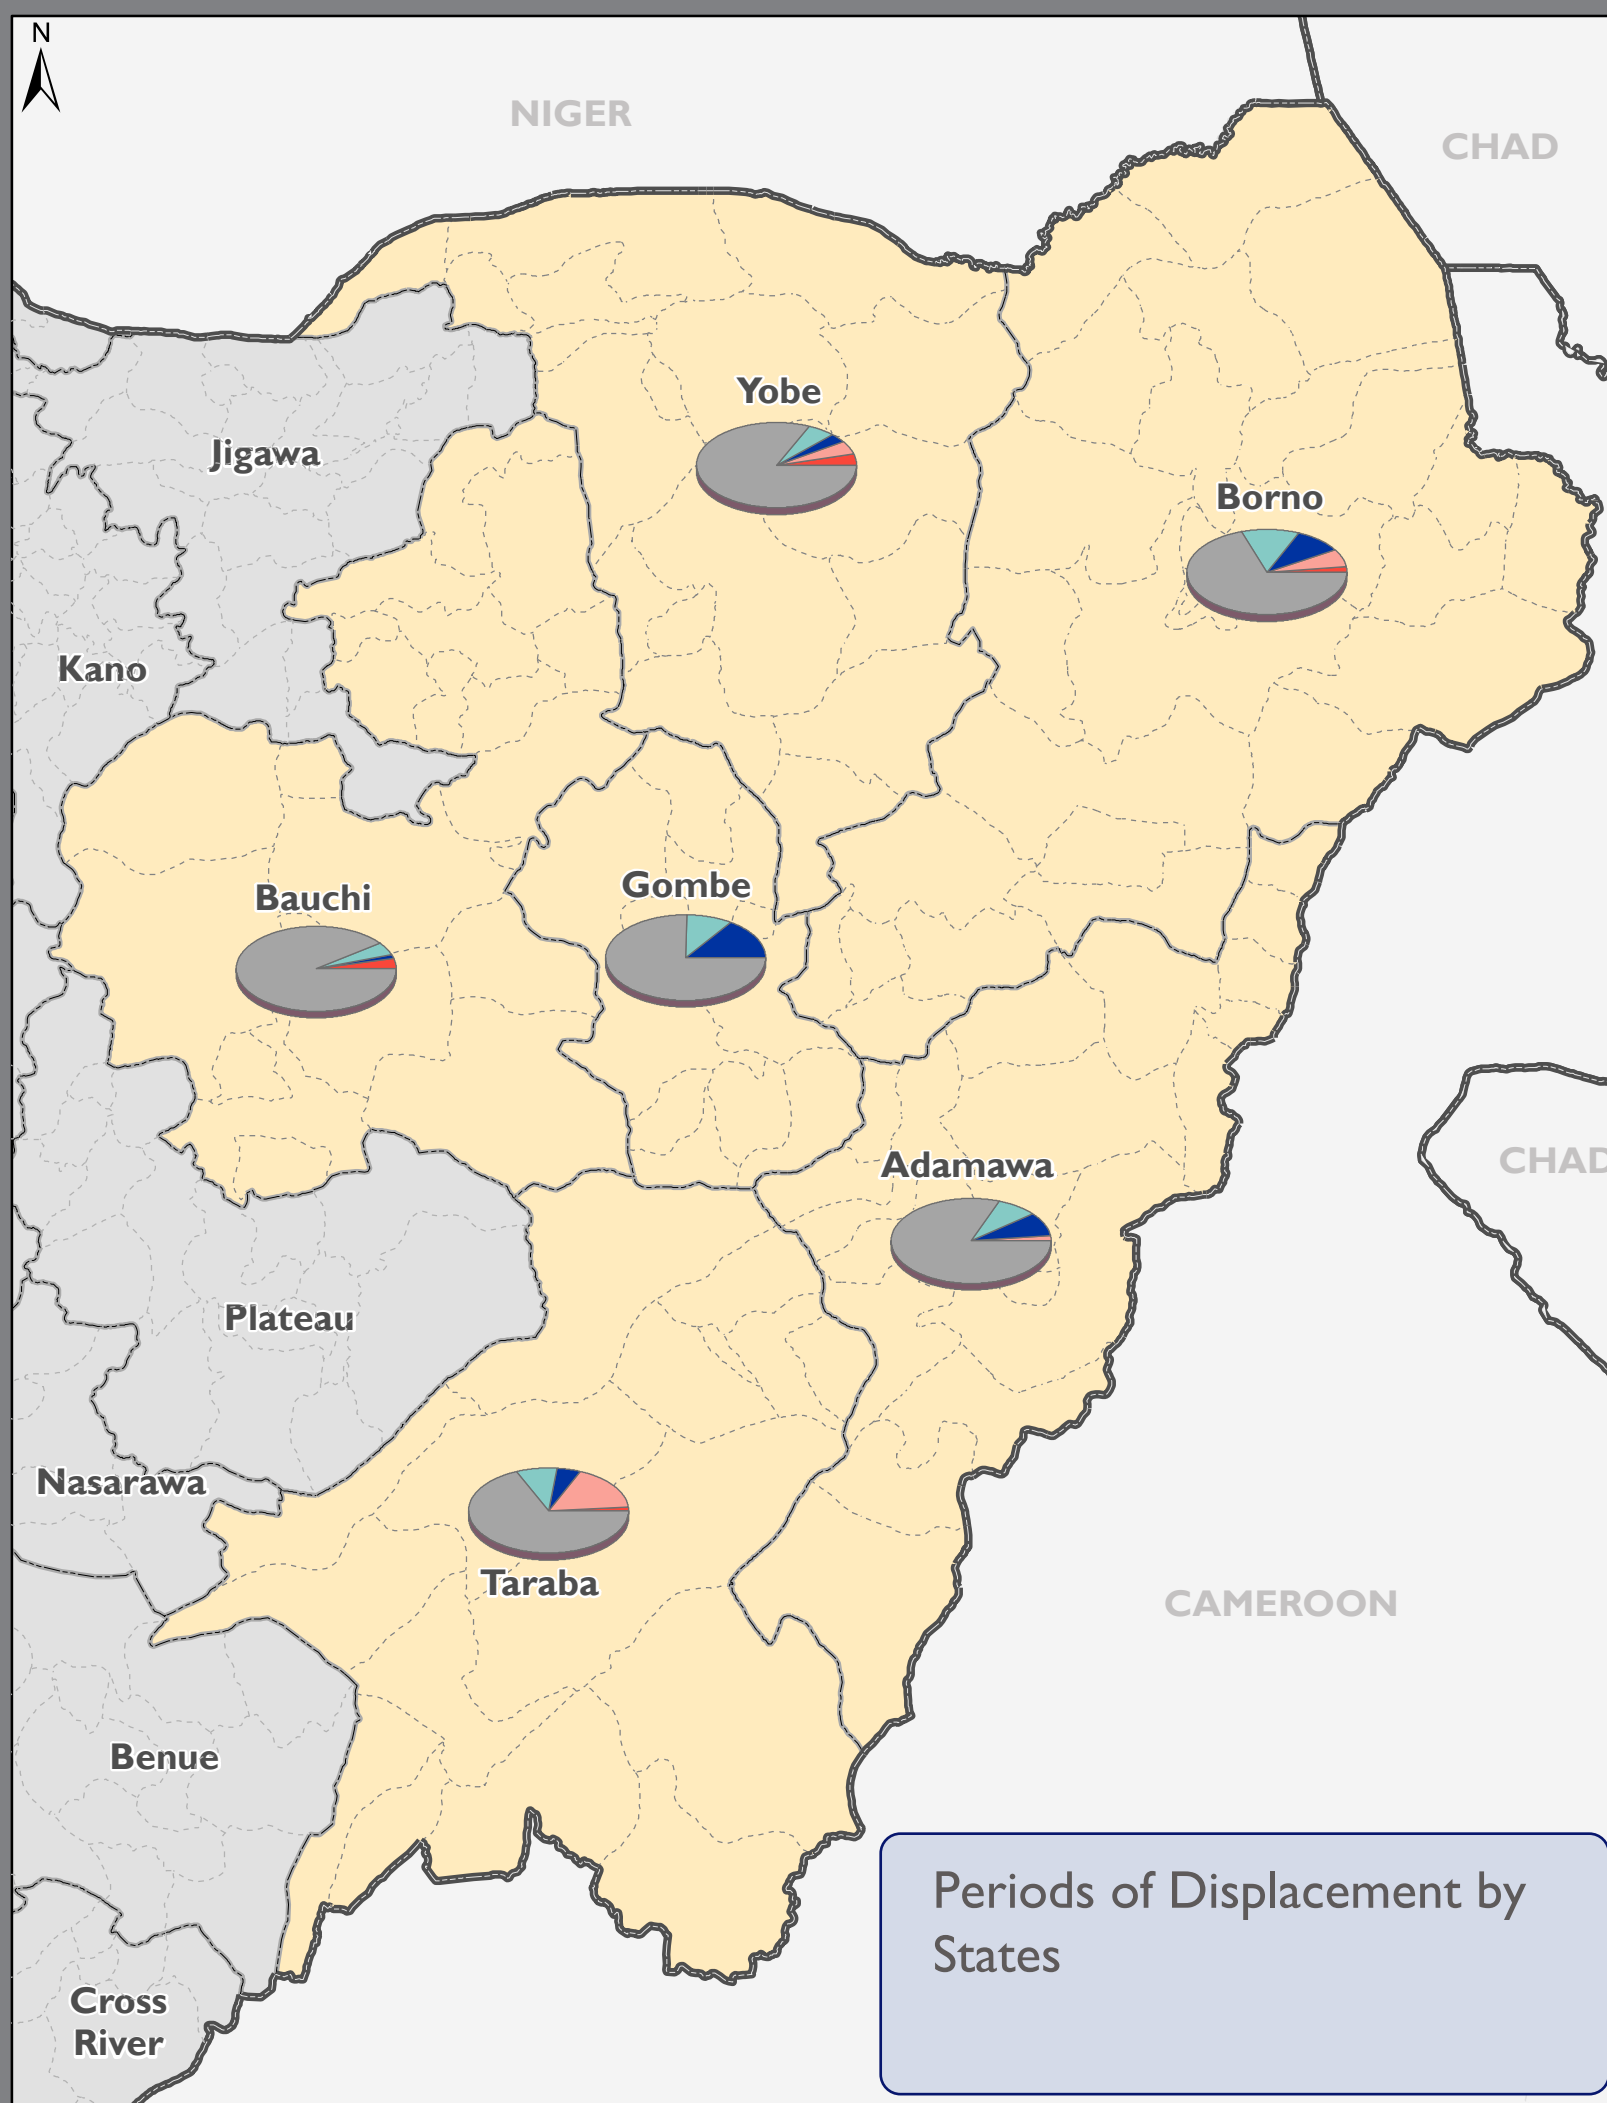 N
NIGER
CHAD
Yobe
Jigawa
Borno
Kano
Gombe
Bauchi
CHAD
Adamawa
Plateau
Nasarawa
Taraba
CAMEROON
Benue
Periods of Displacement by
States
Cross
River